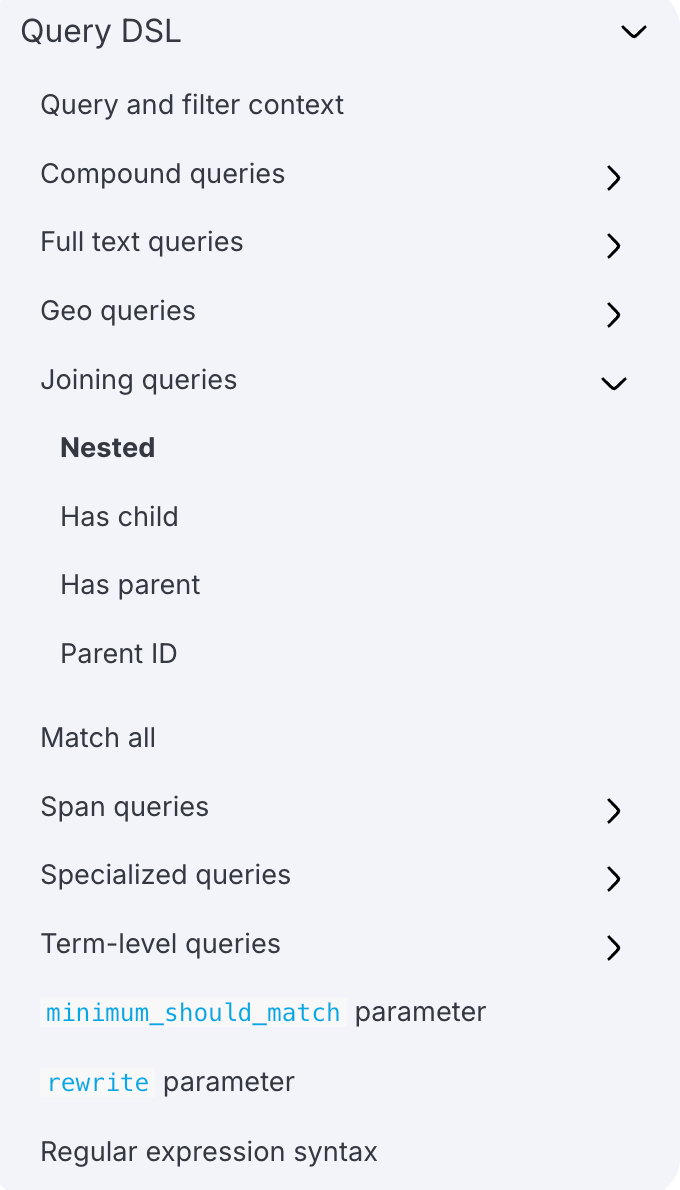 Query DSL
Query and filter context
Compound queries
Full text queries
Geo queries
Joining queries
Nested
Has child
Has parent
Parent ID
Match all
Span queries
Specialized queries
Term-level queries
minimum_should_match parameter
rewrite parameter
Regular expression syntax